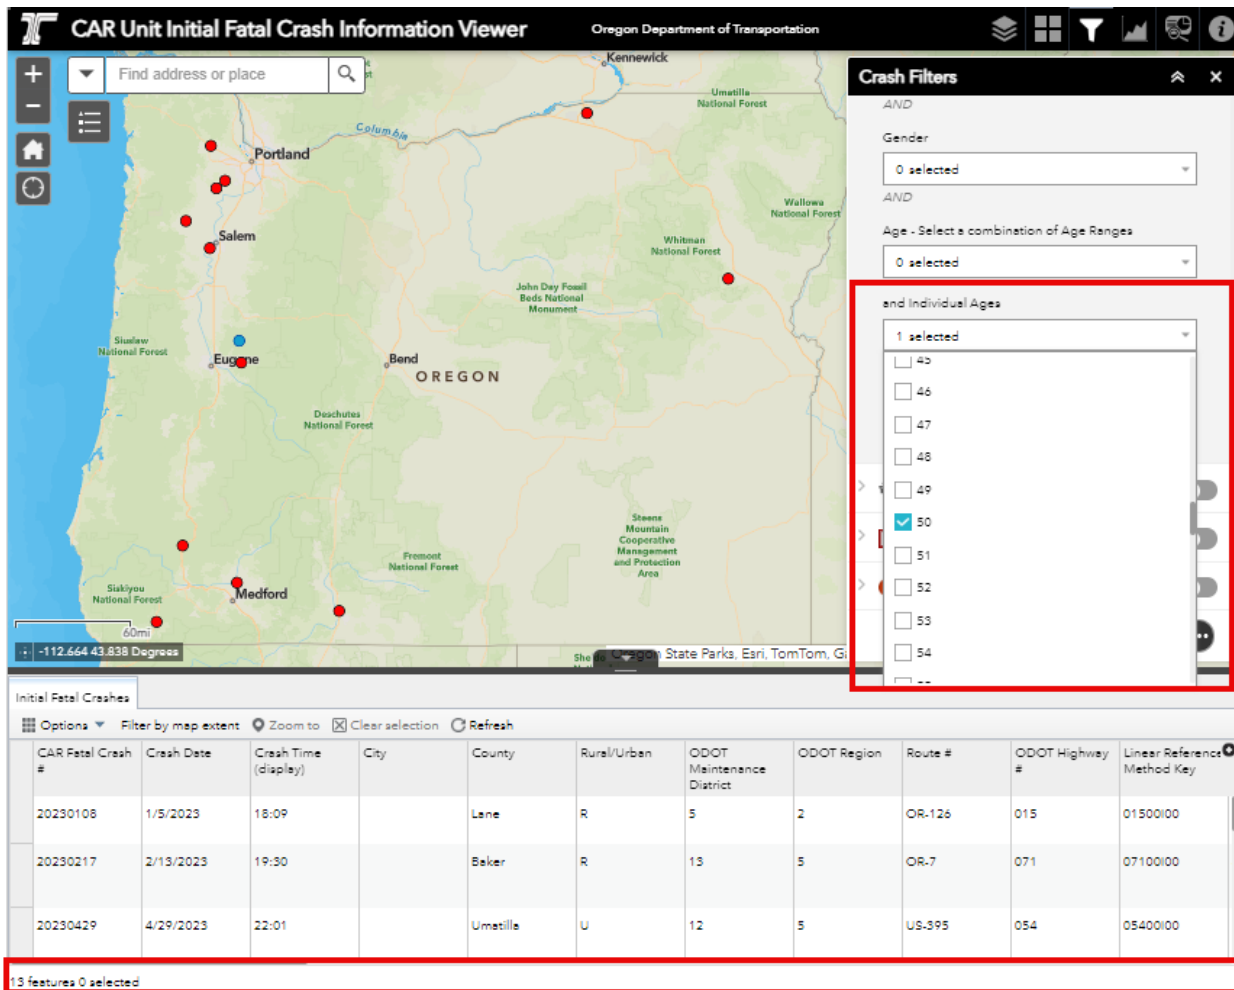 CAR Unit Initial Fatal Crash Information Viewer
Oregon Department of Transportation
Find address or place
Kennewick
Umatilla
National Forest
Columbia
Portland
Wallowa
National Forest
Salem
Whitman
National Forest
John Day Fossil
Beds National
Monument
Siuslaw
National Forest
Eugene
Bend
OREGON
Deschutes
National Forest
Steens
Mountain
Cooperative
Management
and Protection
Area
Fremont
National Forest
Siskiyou
National Forest
Medford
60mi
-112.664 43.838 Degrees
Oregon State Parks, Esri, TomTom, G
Crash Filters
AND
Gender
0 selected
AND
Age - Select a combination of Age Ranges
0 selected
and Individual Ages
1 selected
45
46
47
48
49
50
51
52
53
54
Initial Fatal Crashes
Options Filter by map extent Zoom to Clear selection Refresh
CAR Fatal Crash # Crash Date Crash Time (display) City County Rural/Urban ODOT Maintenance District ODOT Region Route # ODOT Highway # Linear Reference Method Key
20230108 1/5/2023 18:09 Lane R 5 2 OR-126 015 01500I00
20230217 2/13/2023 19:30 Baker R 13 5 OR-7 071 07100I00
20230429 4/29/2023 22:01 Umatilla U 12 5 US-395 054 05400I00
13 features 0 selected